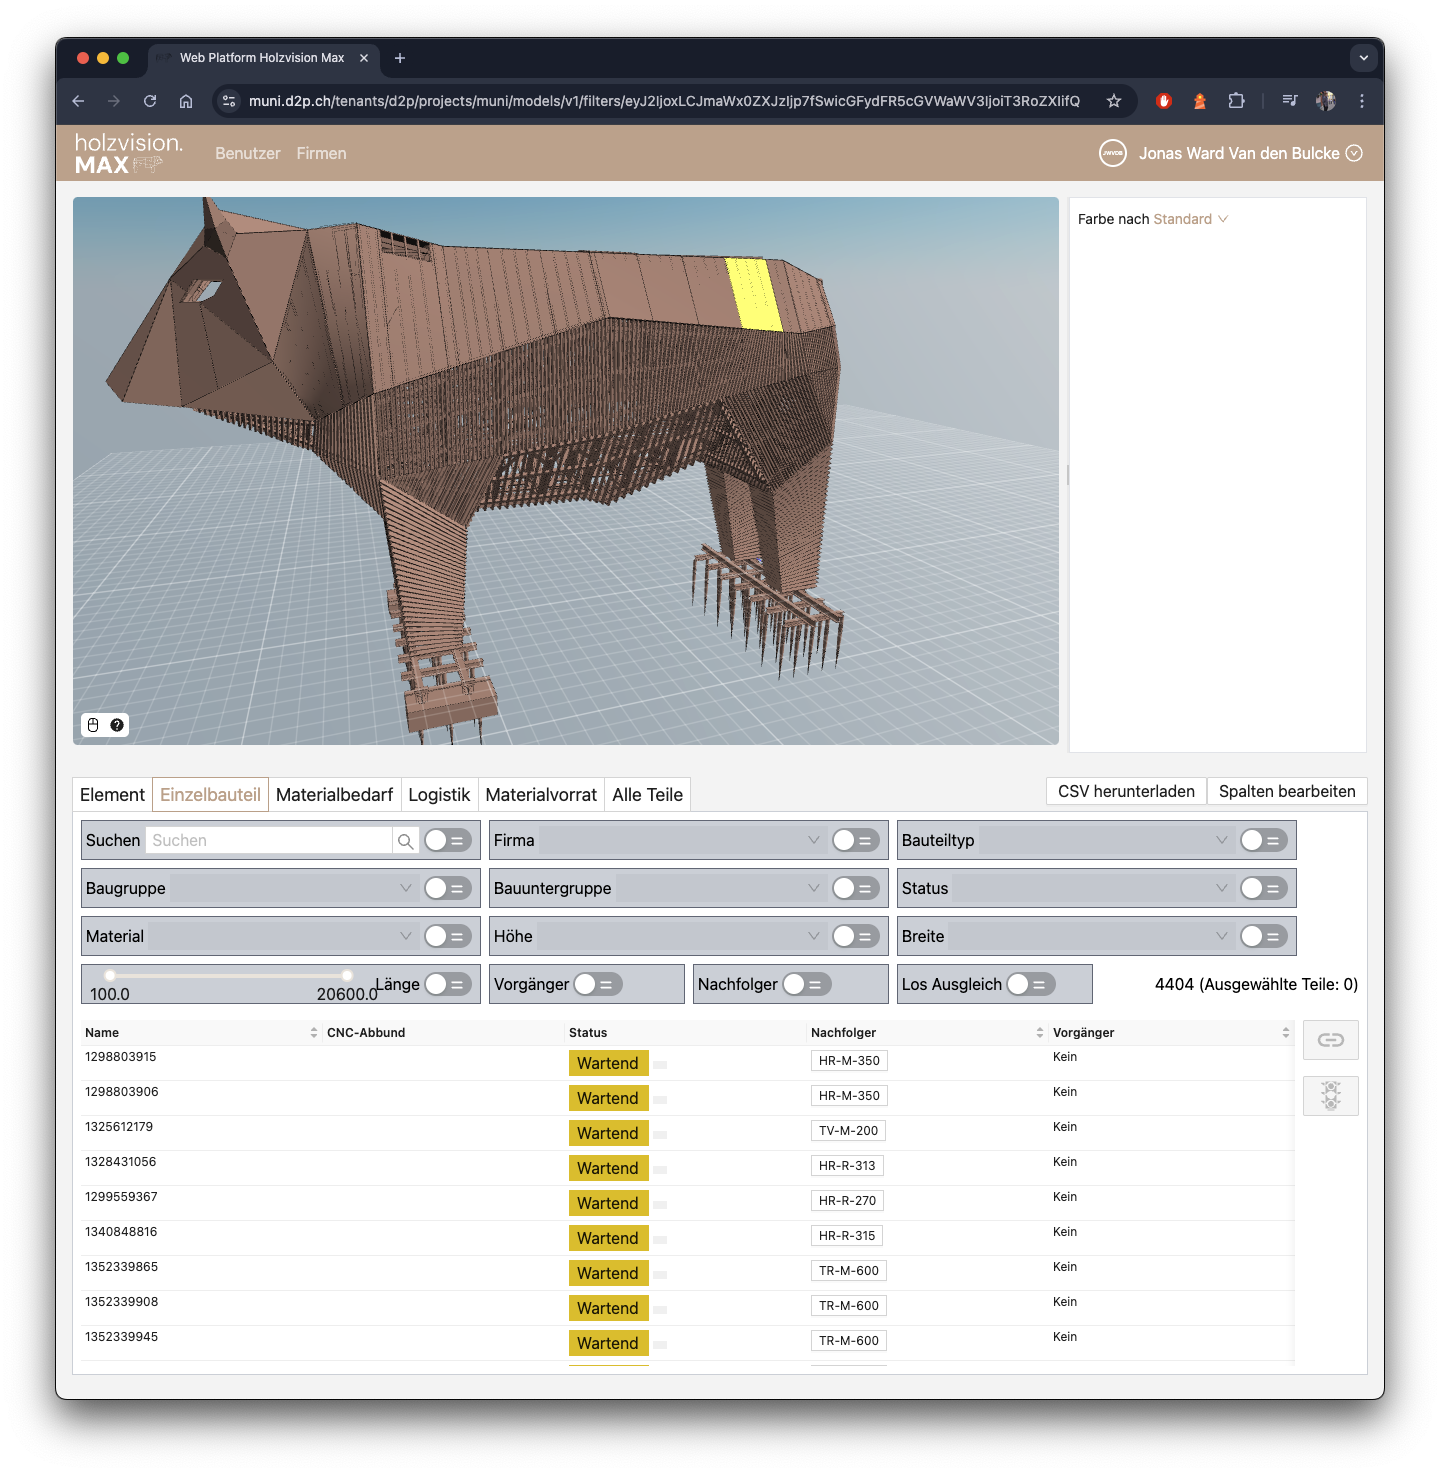 Web Platform Holzvision Max
muni.d2p.ch/tenants/d2p/projects/muni/models/v1/filters/eyJ2IjoxLCJmaWx0ZXJzIjp7fSwicGFydFR5cGVWaWV3IjoiT3RoZXIifQ
holzvision.
MAX
Benutzer Firmen
JWVDB Jonas Ward Van den Bulcke
Farbe nach Standard
Element Einzelbauteil Materialbedarf Logistik Materialvorrat Alle Teile
CSV herunterladen Spalten bearbeiten
Suchen Suchen = Firma = Bauteiltyp =
Baugruppe = Bauuntergruppe = Status =
Material = Höhe = Breite =
100.0 20600.0 Länge = Vorgänger = Nachfolger = Los Ausgleich = 4404 (Ausgewählte Teile: 0)
Name CNC-Abbund Status Nachfolger Vorgänger
1298803915 Wartend HR-M-350 Kein
1298803906 Wartend HR-M-350 Kein
1325612179 Wartend TV-M-200 Kein
1328431056 Wartend HR-R-313 Kein
1299559367 Wartend HR-R-270 Kein
1340848816 Wartend HR-R-315 Kein
1352339865 Wartend TR-M-600 Kein
1352339908 Wartend TR-M-600 Kein
1352339945 Wartend TR-M-600 Kein